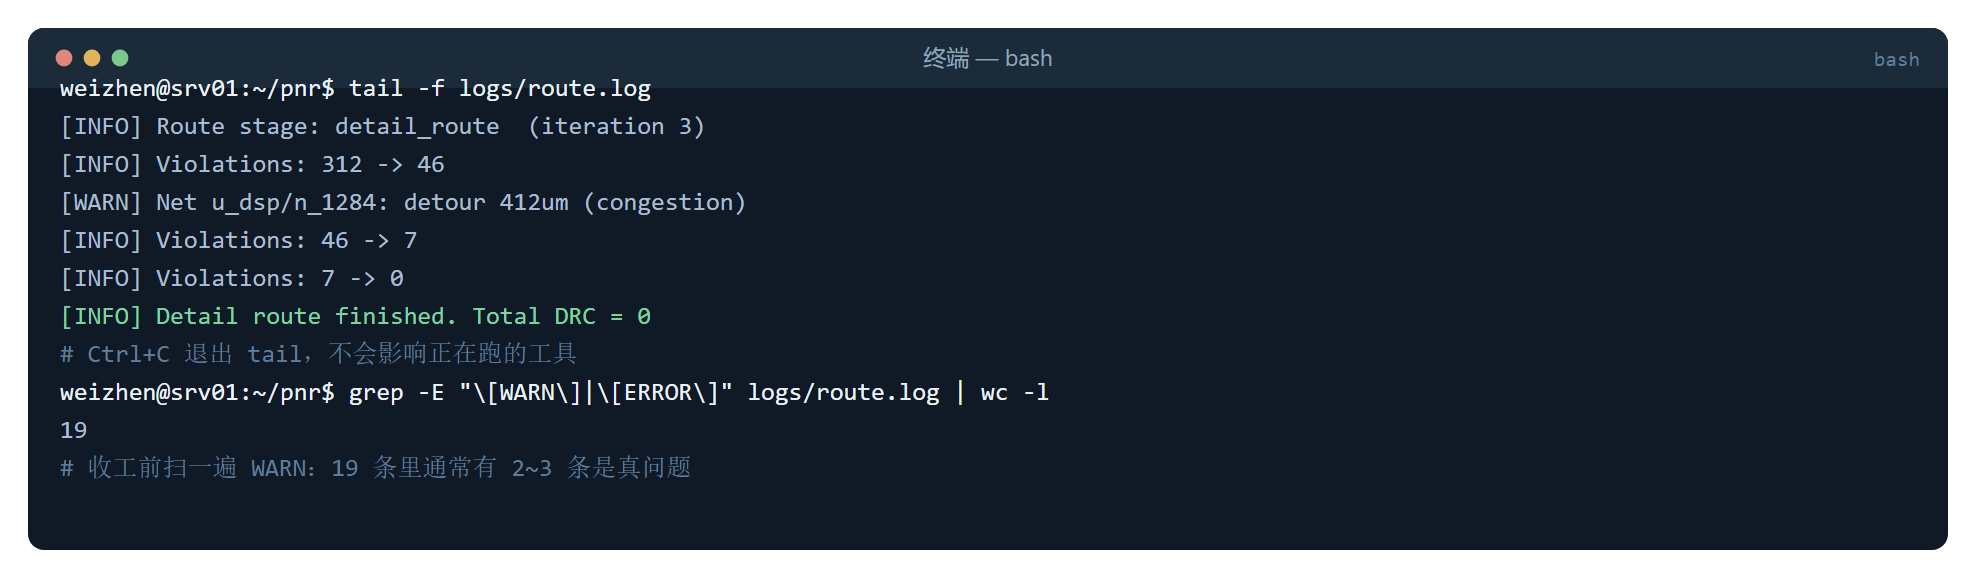 终端 — bash
bash
weizhen@srv01:~/pnr$ tail -f logs/route.log
[INFO] Route stage: detail_route  (iteration 3)
[INFO] Violations: 312 -> 46
[WARN] Net u_dsp/n_1284: detour 412um (congestion)
[INFO] Violations: 46 -> 7
[INFO] Violations: 7 -> 0
[INFO] Detail route finished. Total DRC = 0
# Ctrl+C 退出 tail，不会影响正在跑的工具
weizhen@srv01:~/pnr$ grep -E "\[WARN\]|\[ERROR\]" logs/route.log | wc -l
19
# 收工前扫一遍 WARN：19 条里通常有 2~3 条是真问题